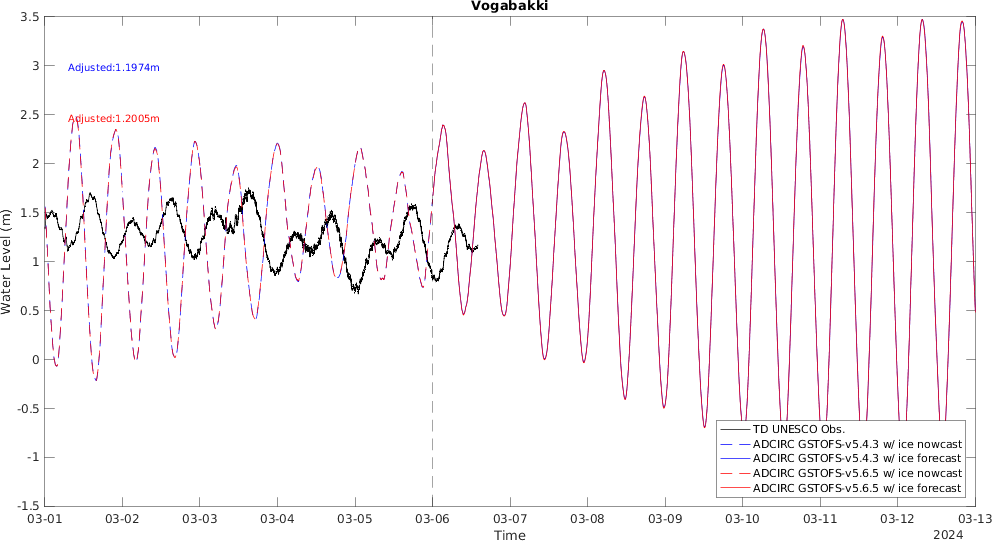 Vogabakki
3.5
3
2.5
2
1.5
1
0.5
0
-0.5
-1
-1.5
Water Level (m)
Adjusted:1.1974m
Adjusted:1.2005m
TD UNESCO Obs.
ADCIRC GSTOFS-v5.4.3 w/ ice nowcast
ADCIRC GSTOFS-v5.4.3 w/ ice forecast
ADCIRC GSTOFS-v5.6.5 w/ ice nowcast
ADCIRC GSTOFS-v5.6.5 w/ ice forecast
03-01 03-02 03-03 03-04 03-05 03-06 03-07 03-08 03-09 03-10 03-11 03-12 03-13
Time
2024